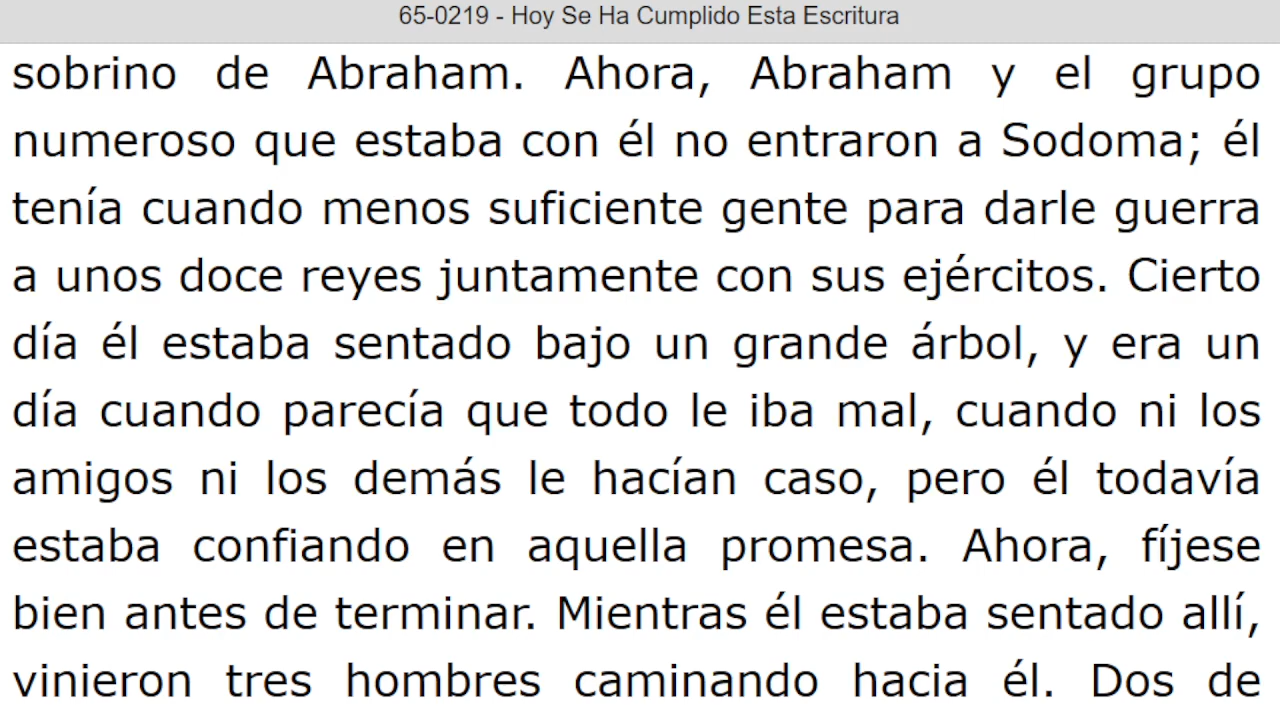 65-0219 - Hoy Se Ha Cumplido Esta Escritura
sobrino de Abraham. Ahora, Abraham y el grupo
numeroso que estaba con él no entraron a Sodoma; él
tenía cuando menos suficiente gente para darle guerra
a unos doce reyes juntamente con sus ejércitos. Cierto
día él estaba sentado bajo un grande árbol, y era un
día cuando parecía que todo le iba mal, cuando ni los
amigos ni los demás le hacían caso, pero él todavía
estaba confiando en aquella promesa. Ahora, fíjese
bien antes de terminar. Mientras él estaba sentado allí,
vinieron tres hombres caminando hacia él. Dos de